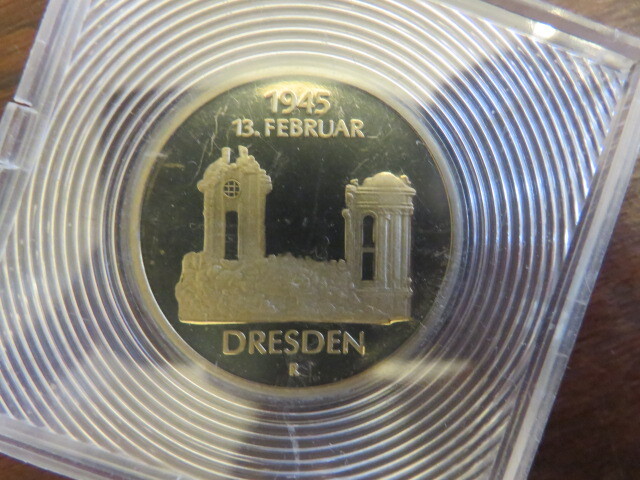 1945
13. FEBRUAR
DRESDEN
R